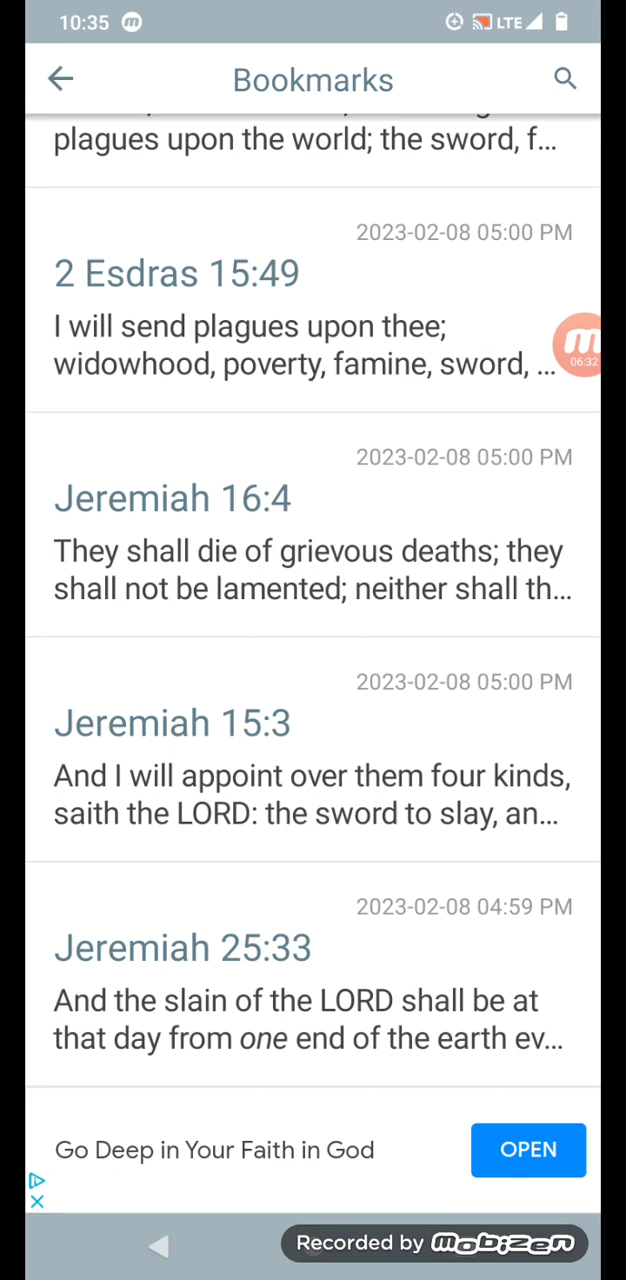 10:35 m LTE
Bookmarks
plagues upon the world; the sword, f...
2023-02-08 05:00 PM
2 Esdras 15:49
I will send plagues upon thee;
widowhood, poverty, famine, sword, ...
m
06:32
2023-02-08 05:00 PM
Jeremiah 16:4
They shall die of grievous deaths; they
shall not be lamented; neither shall th...
2023-02-08 05:00 PM
Jeremiah 15:3
And I will appoint over them four kinds,
saith the LORD: the sword to slay, an...
2023-02-08 04:59 PM
Jeremiah 25:33
And the slain of the LORD shall be at
that day from one end of the earth ev...
Go Deep in Your Faith in God
OPEN
Recorded by mobizen